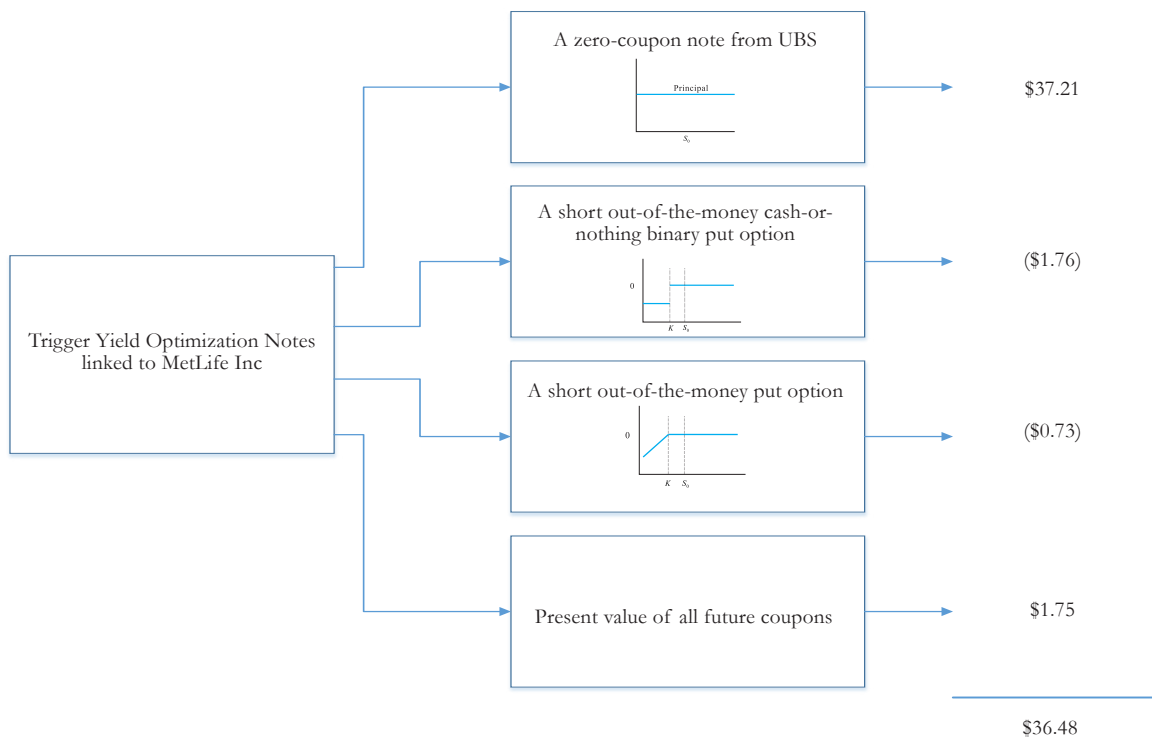 Trigger Yield Optimization Notes
linked to MetLife Inc
A zero-coupon note from UBS
Principal
S₀
$37.21
A short out-of-the-money cash-or-
nothing binary put option
0
K S₀
($1.76)
A short out-of-the-money put option
0
K S₀
($0.73)
Present value of all future coupons
$1.75
$36.48